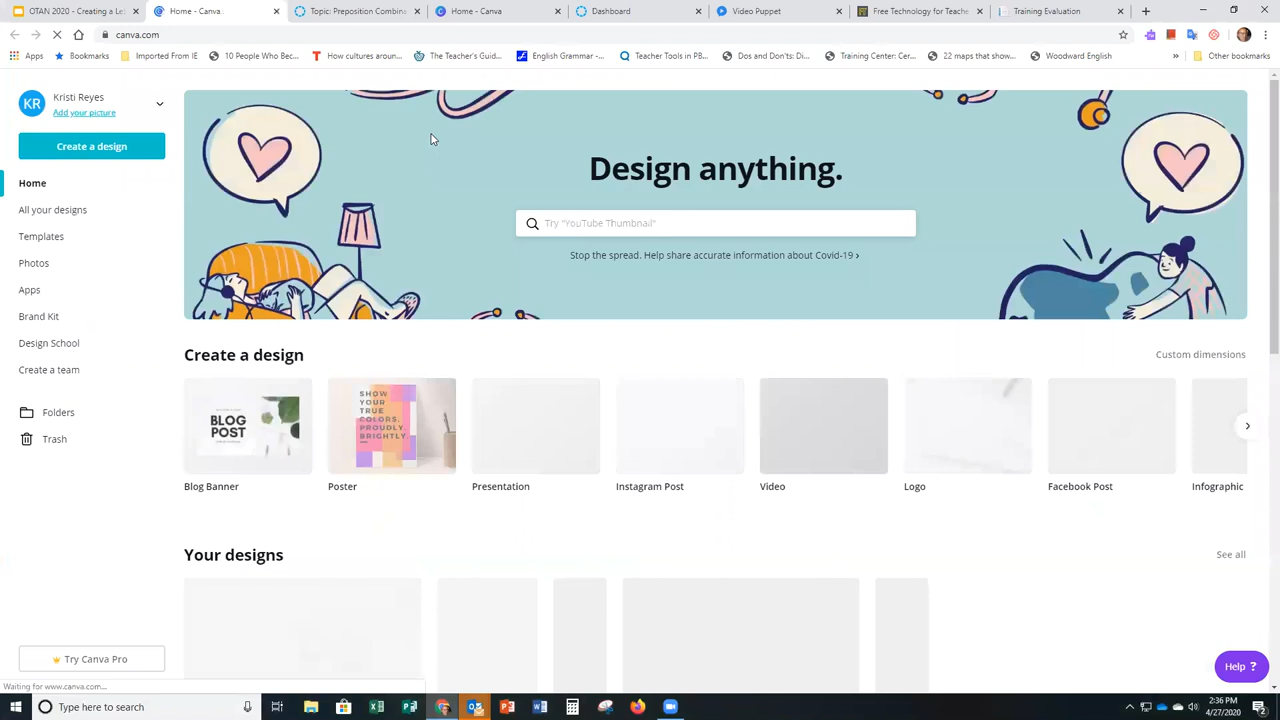 OTAN 2020 - Creating a Le
Home - Canva
Topic: Preposition Combina
Home - Canva
Dashboard
Video Puppet
Free Technology for Teache
Training Evaluation
canva.com
Apps
Bookmarks
Imported From IE
10 People Who Bec...
How cultures aroun...
The Teacher's Guid...
English Grammar -...
Teacher Tools in PB...
Dos and Don'ts: Di...
Training Center: Cer...
22 maps that show...
Woodward English
»
Other bookmarks
KR
Kristi Reyes
Add your picture
Create a design
Home
All your designs
Templates
Photos
Apps
Brand Kit
Design School
Create a team
Folders
Trash
Try Canva Pro
Design anything.
Try "YouTube Thumbnail"
Stop the spread. Help share accurate information about Covid-19 ›
Create a design
Custom dimensions
BLOG
POST
SHOW
YOUR
TRUE
COLORS.
PROUDLY.
BRIGHTLY.
Blog Banner
Poster
Presentation
Instagram Post
Video
Logo
Facebook Post
Infographic
Your designs
See all
Help ?
Waiting for www.canva.com...
Type here to search
2:36 PM
4/27/2020
2